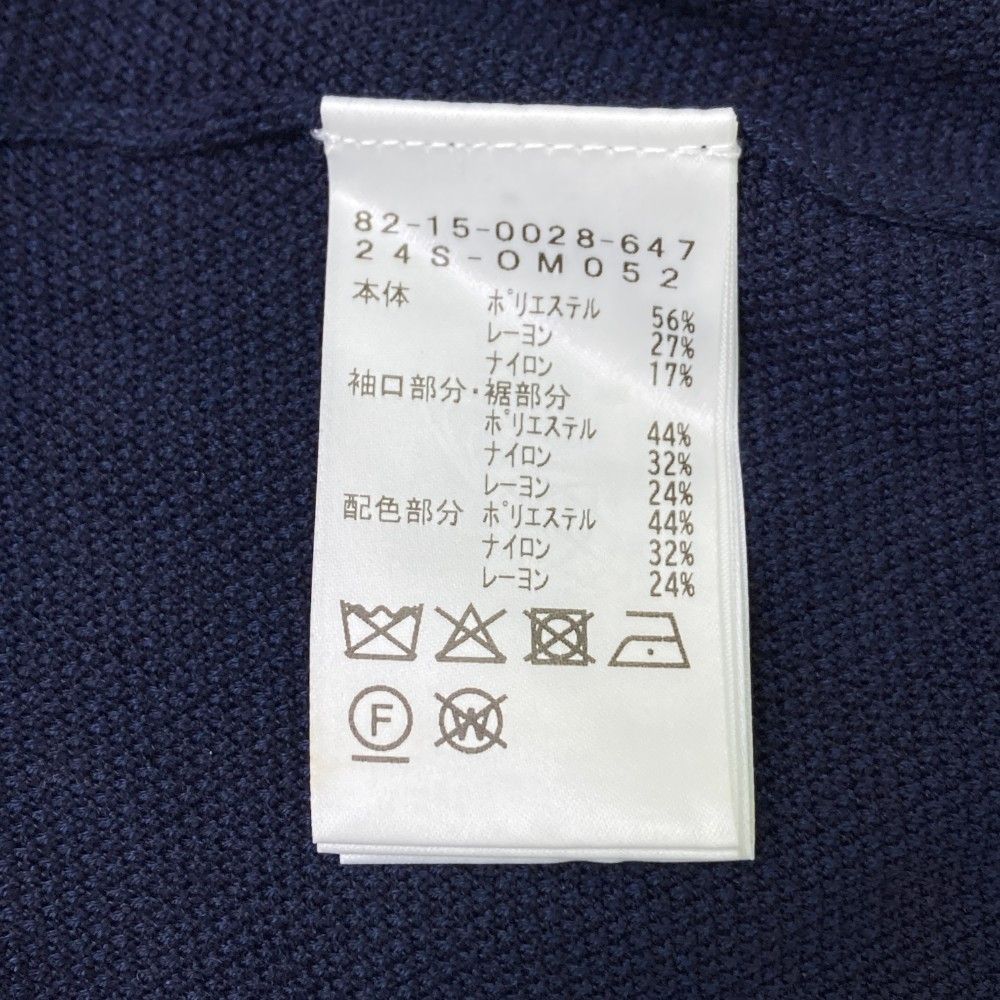 82-15-0028-647
24S-OM052
本体 ポリエステル 56%
レーヨン 27%
ナイロン 17%
袖口部分・裾部分
ポリエステル 44%
ナイロン 32%
レーヨン 24%
配色部分 ポリエステル 44%
ナイロン 32%
レーヨン 24%
F W